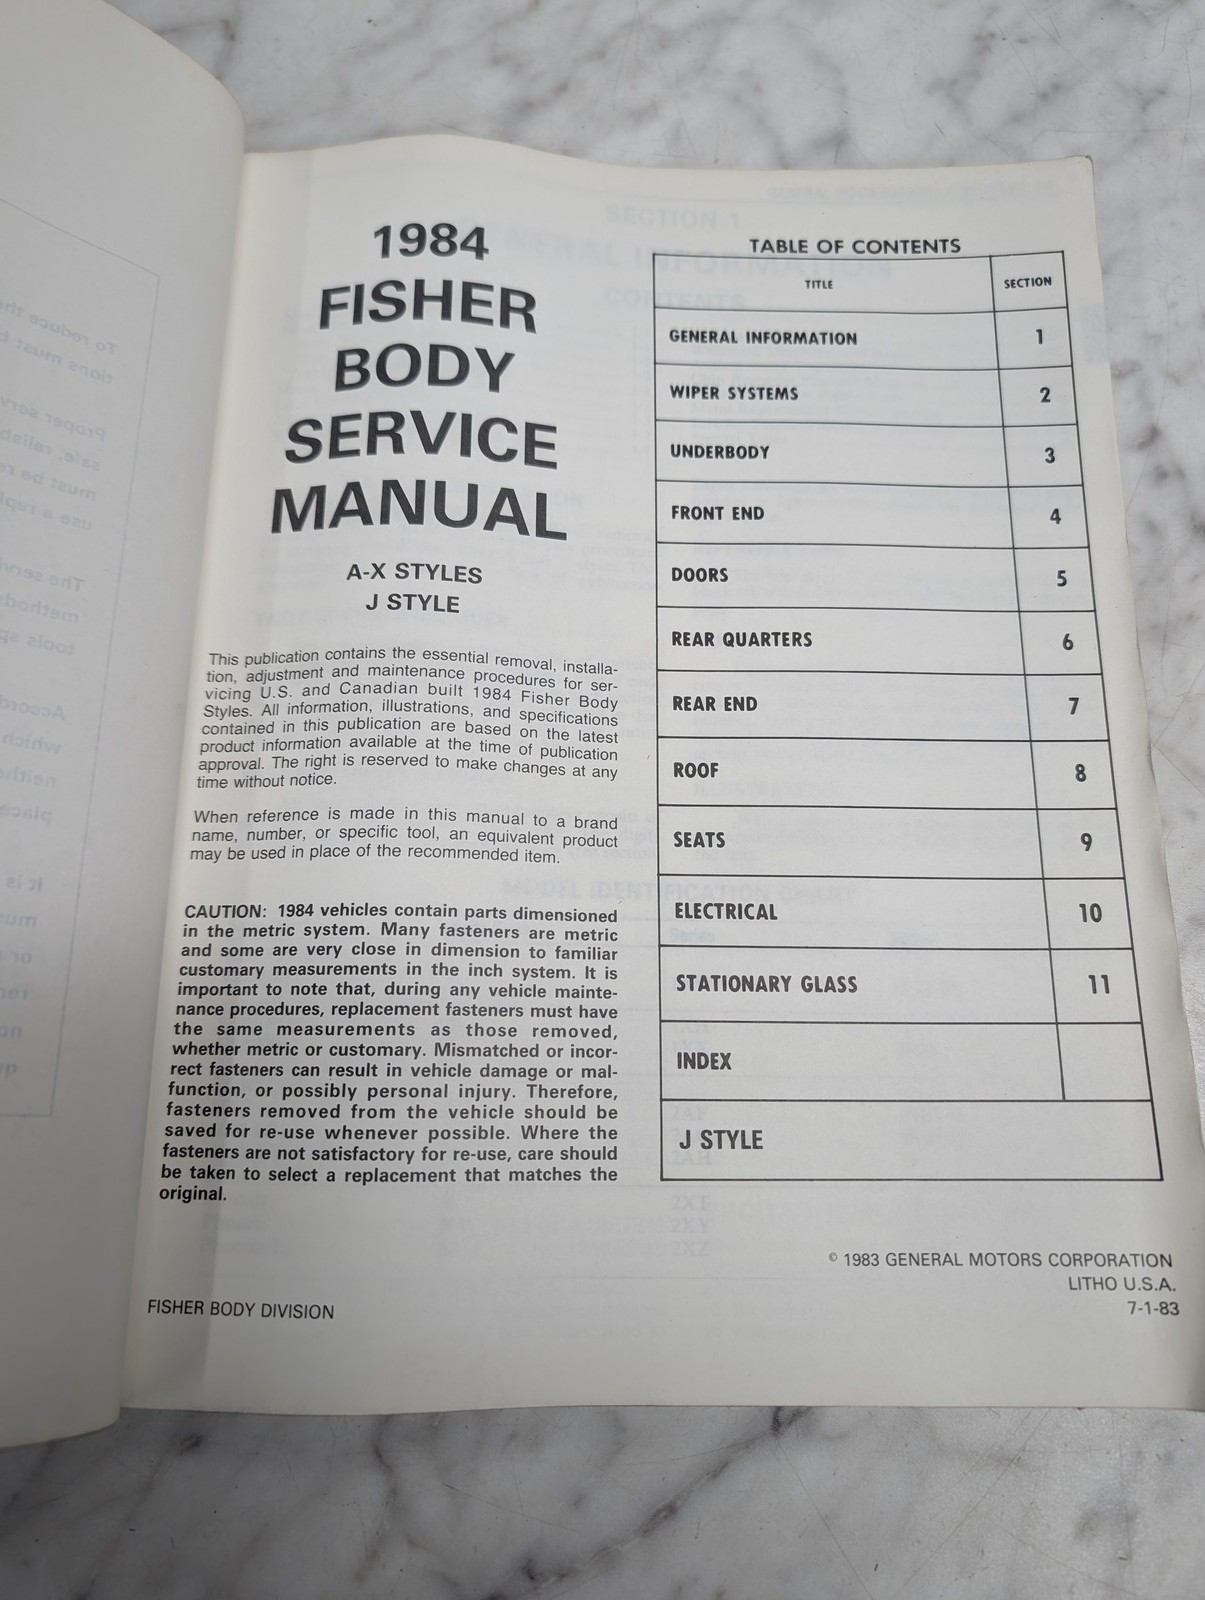 1984
FISHER
BODY
SERVICE
MANUAL
A-X STYLES
J STYLE
This publication contains the essential removal, installa-
tion, adjustment and maintenance procedures for ser-
vicing U.S. and Canadian built 1984 Fisher Body
Styles. All information, illustrations, and specifications
contained in this publication are based on the latest
product information available at the time of publication
approval. The right is reserved to make changes at any
time without notice.
When reference is made in this manual to a brand
name, number, or specific tool, an equivalent product
may be used in place of the recommended item.
CAUTION: 1984 vehicles contain parts dimensioned
in the metric system. Many fasteners are metric
and some are very close in dimension to familiar
customary measurements in the inch system. It is
important to note that, during any vehicle mainte-
nance procedures, replacement fasteners must have
the same measurements as those removed,
whether metric or customary. Mismatched or incor-
rect fasteners can result in vehicle damage or mal-
function, or possibly personal injury. Therefore,
fasteners removed from the vehicle should be
saved for re-use whenever possible. Where the
fasteners are not satisfactory for re-use, care should
be taken to select a replacement that matches the
original.
FISHER BODY DIVISION
TABLE OF CONTENTS
TITLE SECTION
GENERAL INFORMATION 1
WIPER SYSTEMS 2
UNDERBODY 3
FRONT END 4
DOORS 5
REAR QUARTERS 6
REAR END 7
ROOF 8
SEATS 9
ELECTRICAL 10
STATIONARY GLASS 11
INDEX
J STYLE
© 1983 GENERAL MOTORS CORPORATION
LITHO U.S.A.
7-1-83